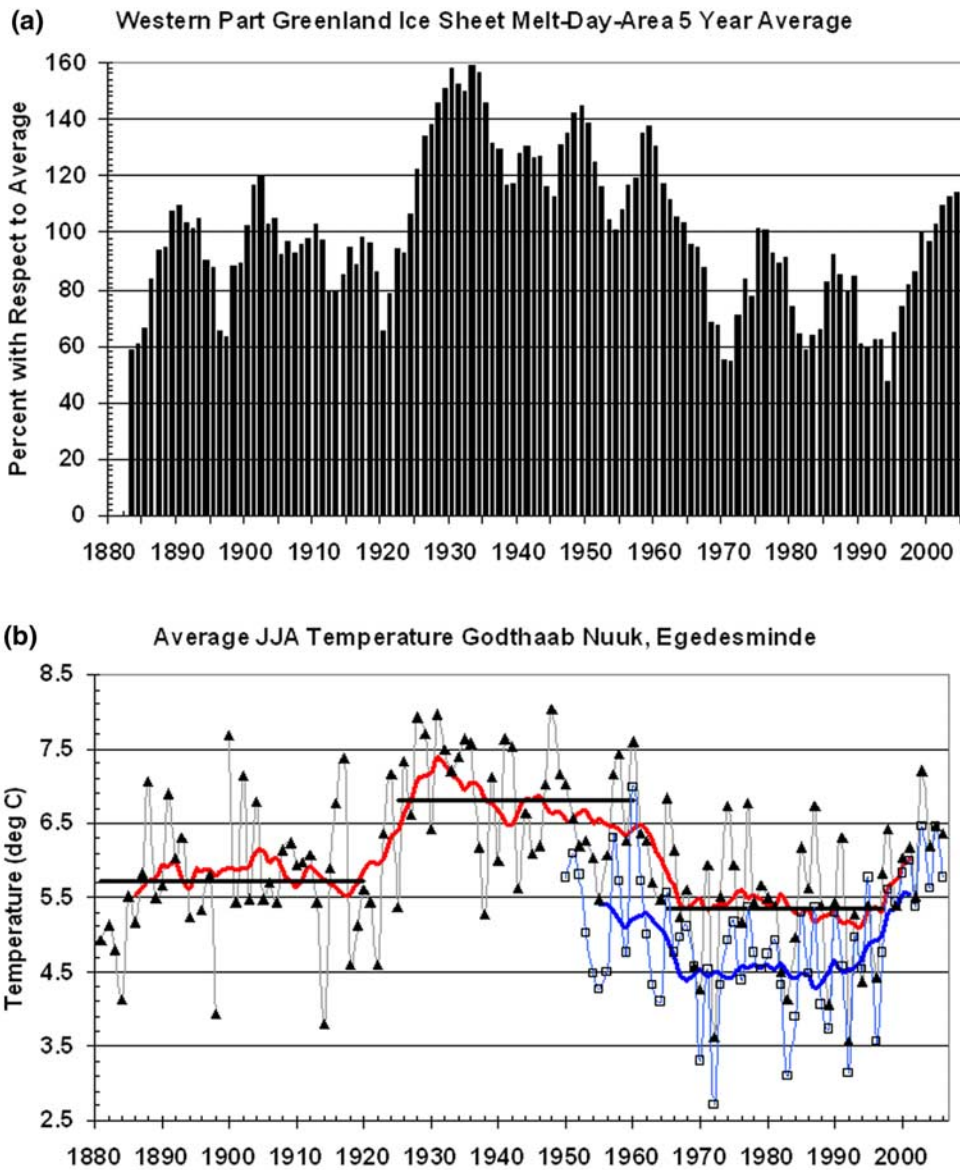 (a) Western Part Greenland Ice Sheet Melt-Day-Area 5 Year Average
Percent with Respect to Average
160
140
120
100
80
60
40
20
0
1880 1890 1900 1910 1920 1930 1940 1950 1960 1970 1980 1990 2000
(b) Average JJA Temperature Godthaab Nuuk, Egedesminde
Temperature (deg C)
8.5
7.5
6.5
5.5
4.5
3.5
2.5
1880 1890 1900 1910 1920 1930 1940 1950 1960 1970 1980 1990 2000